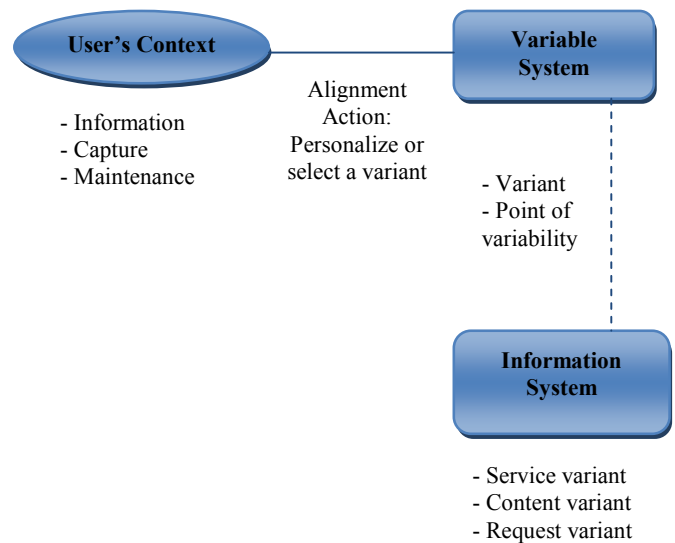 User's Context
- Information
- Capture
- Maintenance
Alignment
Action:
Personalize or
select a variant
Variable
System
- Variant
- Point of
variability
Information
System
- Service variant
- Content variant
- Request variant